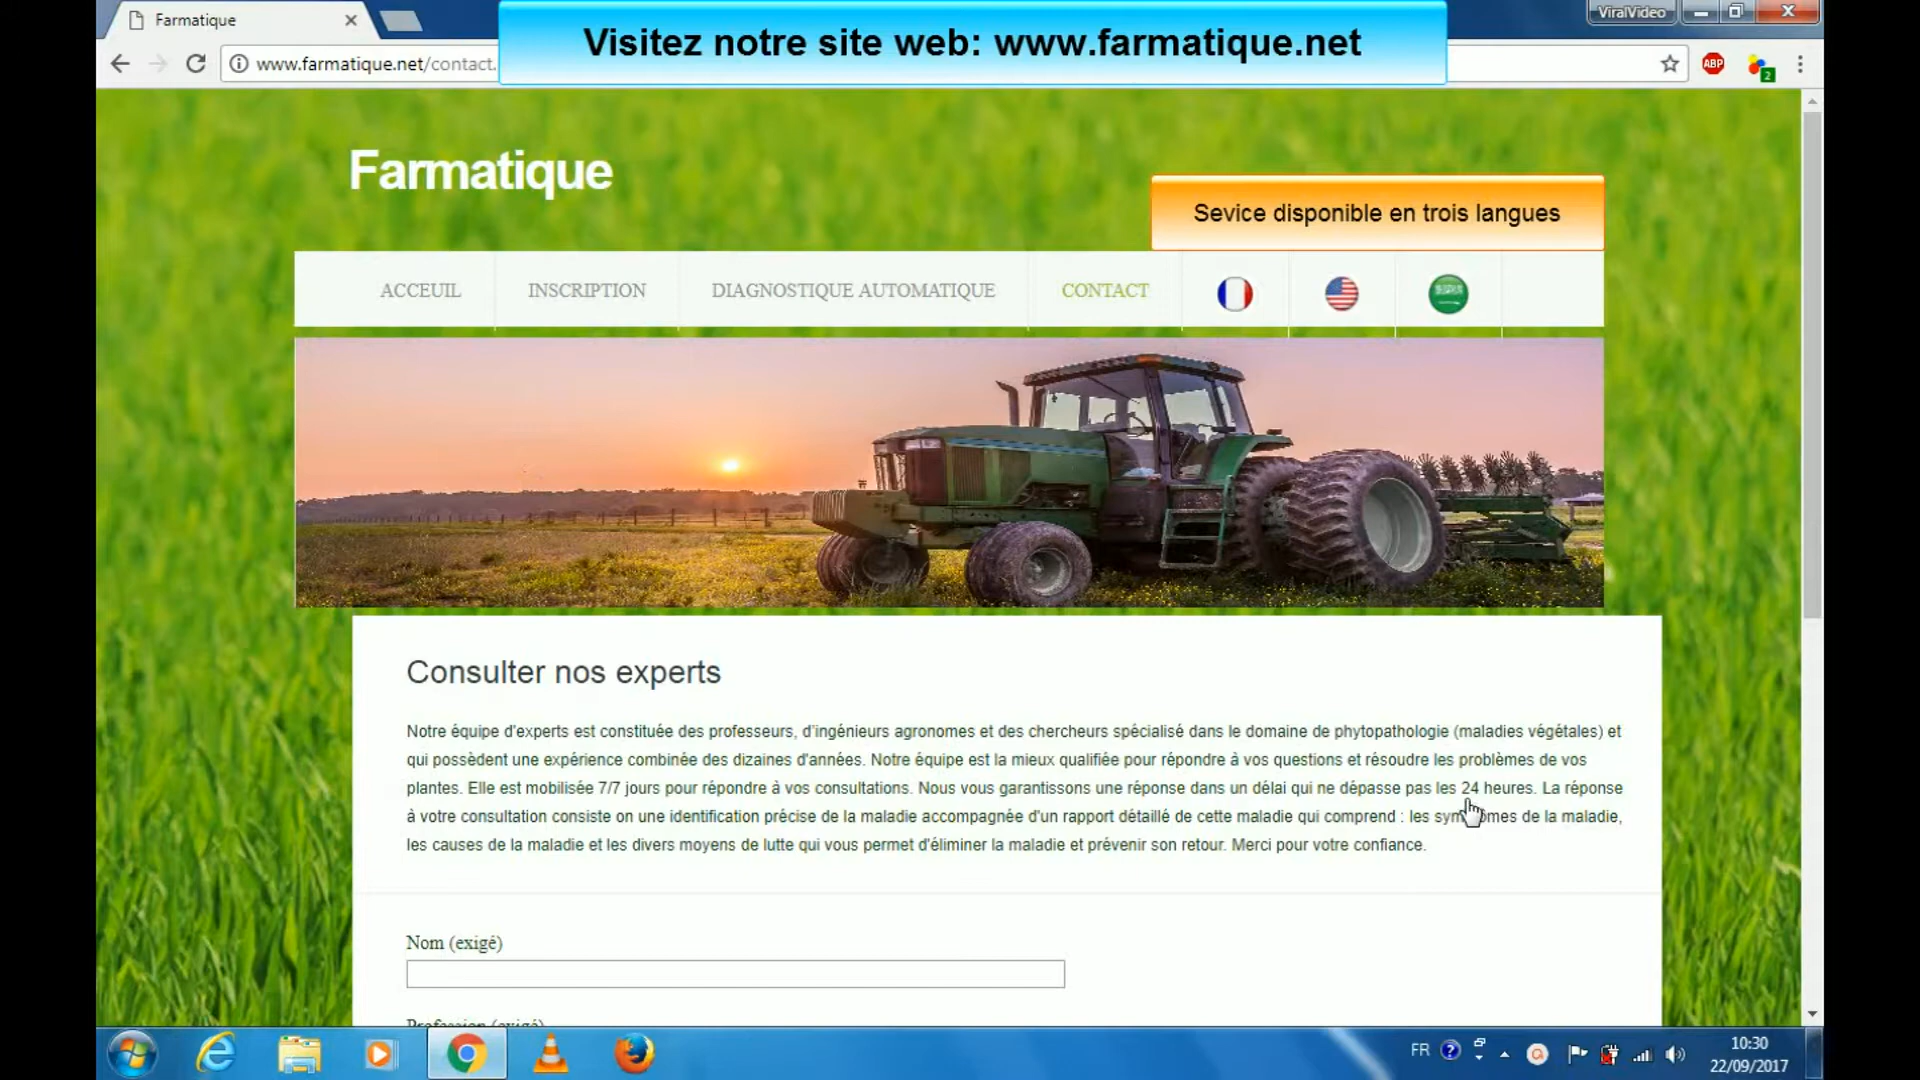 Farmatique
ViralVideo
Visitez notre site web: www.farmatique.net
www.farmatique.net/contact.
ABP
2
Farmatique
Sevice disponible en trois langues
ACCEUIL
INSCRIPTION
DIAGNOSTIQUE AUTOMATIQUE
CONTACT
Consulter nos experts
Notre équipe d'experts est constituée des professeurs, d'ingénieurs agronomes et des chercheurs spécialisé dans le domaine de phytopathologie (maladies végétales) et
qui possèdent une expérience combinée des dizaines d'années. Notre équipe est la mieux qualifiée pour répondre à vos questions et résoudre les problèmes de vos
plantes. Elle est mobilisée 7/7 jours pour répondre à vos consultations. Nous vous garantissons une réponse dans un délai qui ne dépasse pas les 24 heures. La réponse
à votre consultation consiste on une identification précise de la maladie accompagnée d'un rapport détaillé de cette maladie qui comprend : les symptômes de la maladie,
les causes de la maladie et les divers moyens de lutte qui vous permet d'éliminer la maladie et prévenir son retour. Merci pour votre confiance.
Nom (exigé)
Profession (exigé)
FR
10:30
22/09/2017